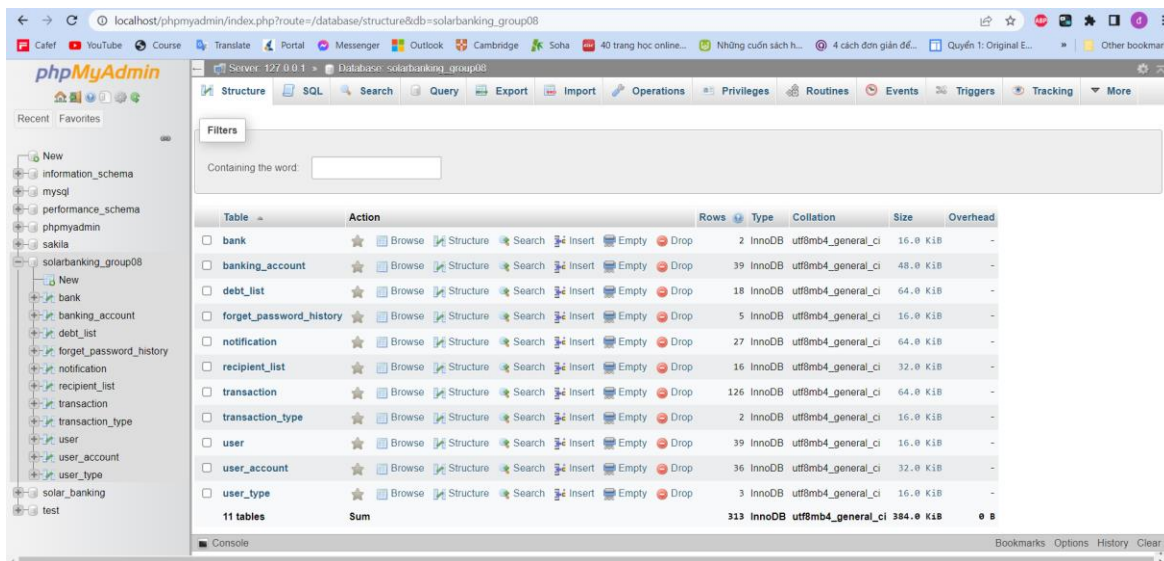 localhost/phpmyadmin/index.php?route=/database/structure&db=solarbanking_group08
Cafef YouTube Course Translate Portal Messenger Outlook Cambridge Soha 40 trang học online... Những cuốn sách h... 4 cách đơn giản để... Quyển 1: Original E... » Other bookmar
phpMyAdmin
Recent Favorites
New
information_schema
mysql
performance_schema
phpmyadmin
sakila
solarbanking_group08
New
bank
banking_account
debt_list
forget_password_history
notification
recipient_list
transaction
transaction_type
user
user_account
user_type
solar_banking
test
Server: 127.0.0.1 » Database: solarbanking_group08
Structure SQL Search Query Export Import Operations Privileges Routines Events Triggers Tracking More
Filters
Containing the word:
Table Action Rows Type Collation Size Overhead
bank Browse Structure Search Insert Empty Drop 2 InnoDB utf8mb4_general_ci 16.0 KiB -
banking_account Browse Structure Search Insert Empty Drop 39 InnoDB utf8mb4_general_ci 48.0 KiB -
debt_list Browse Structure Search Insert Empty Drop 18 InnoDB utf8mb4_general_ci 64.0 KiB -
forget_password_history Browse Structure Search Insert Empty Drop 5 InnoDB utf8mb4_general_ci 16.0 KiB -
notification Browse Structure Search Insert Empty Drop 27 InnoDB utf8mb4_general_ci 64.0 KiB -
recipient_list Browse Structure Search Insert Empty Drop 16 InnoDB utf8mb4_general_ci 32.0 KiB -
transaction Browse Structure Search Insert Empty Drop 126 InnoDB utf8mb4_general_ci 64.0 KiB -
transaction_type Browse Structure Search Insert Empty Drop 2 InnoDB utf8mb4_general_ci 16.0 KiB -
user Browse Structure Search Insert Empty Drop 39 InnoDB utf8mb4_general_ci 16.0 KiB -
user_account Browse Structure Search Insert Empty Drop 36 InnoDB utf8mb4_general_ci 32.0 KiB -
user_type Browse Structure Search Insert Empty Drop 3 InnoDB utf8mb4_general_ci 16.0 KiB -
11 tables Sum 313 InnoDB utf8mb4_general_ci 384.0 KiB 0 B
Console Bookmarks Options History Clear